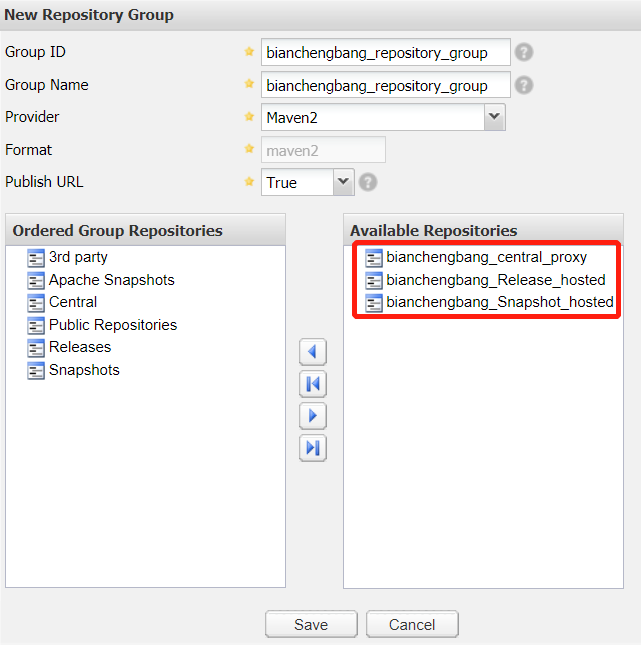 New Repository Group
Group ID bianchengbang_repository_group ?
Group Name bianchengbang_repository_group ?
Provider Maven2
Format maven2
Publish URL True ?
Ordered Group Repositories
3rd party
Apache Snapshots
Central
Public Repositories
Releases
Snapshots
Available Repositories
bianchengbang_central_proxy
bianchengbang_Release_hosted
bianchengbang_Snapshot_hosted
Save Cancel